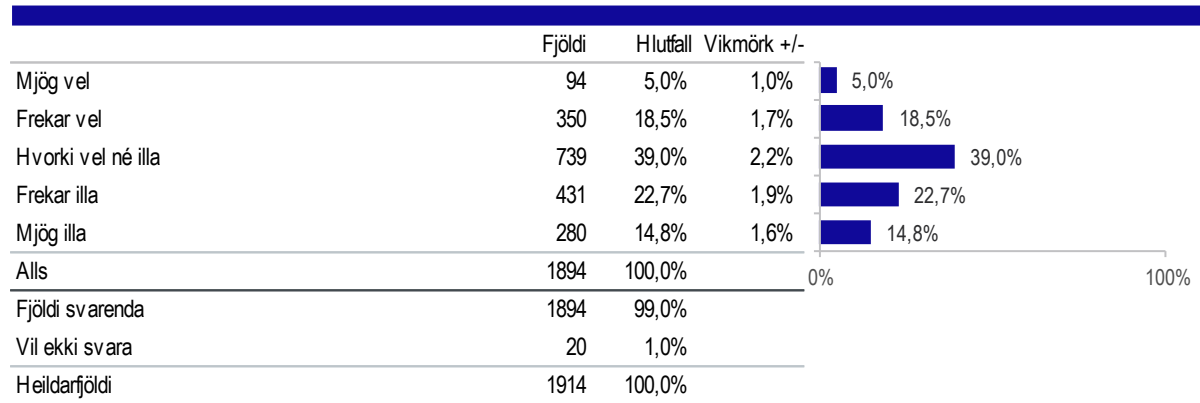 Fjöldi Hlutfall Vikmörk +/-
Mjög vel 94 5,0% 1,0% 5,0%
Frekar vel 350 18,5% 1,7% 18,5%
Hvorki vel né illa 739 39,0% 2,2% 39,0%
Frekar illa 431 22,7% 1,9% 22,7%
Mjög illa 280 14,8% 1,6% 14,8%
Alls 1894 100,0% 0% 100%
Fjöldi svarenda 1894 99,0%
Vil ekki svara 20 1,0%
Heildarfjöldi 1914 100,0%